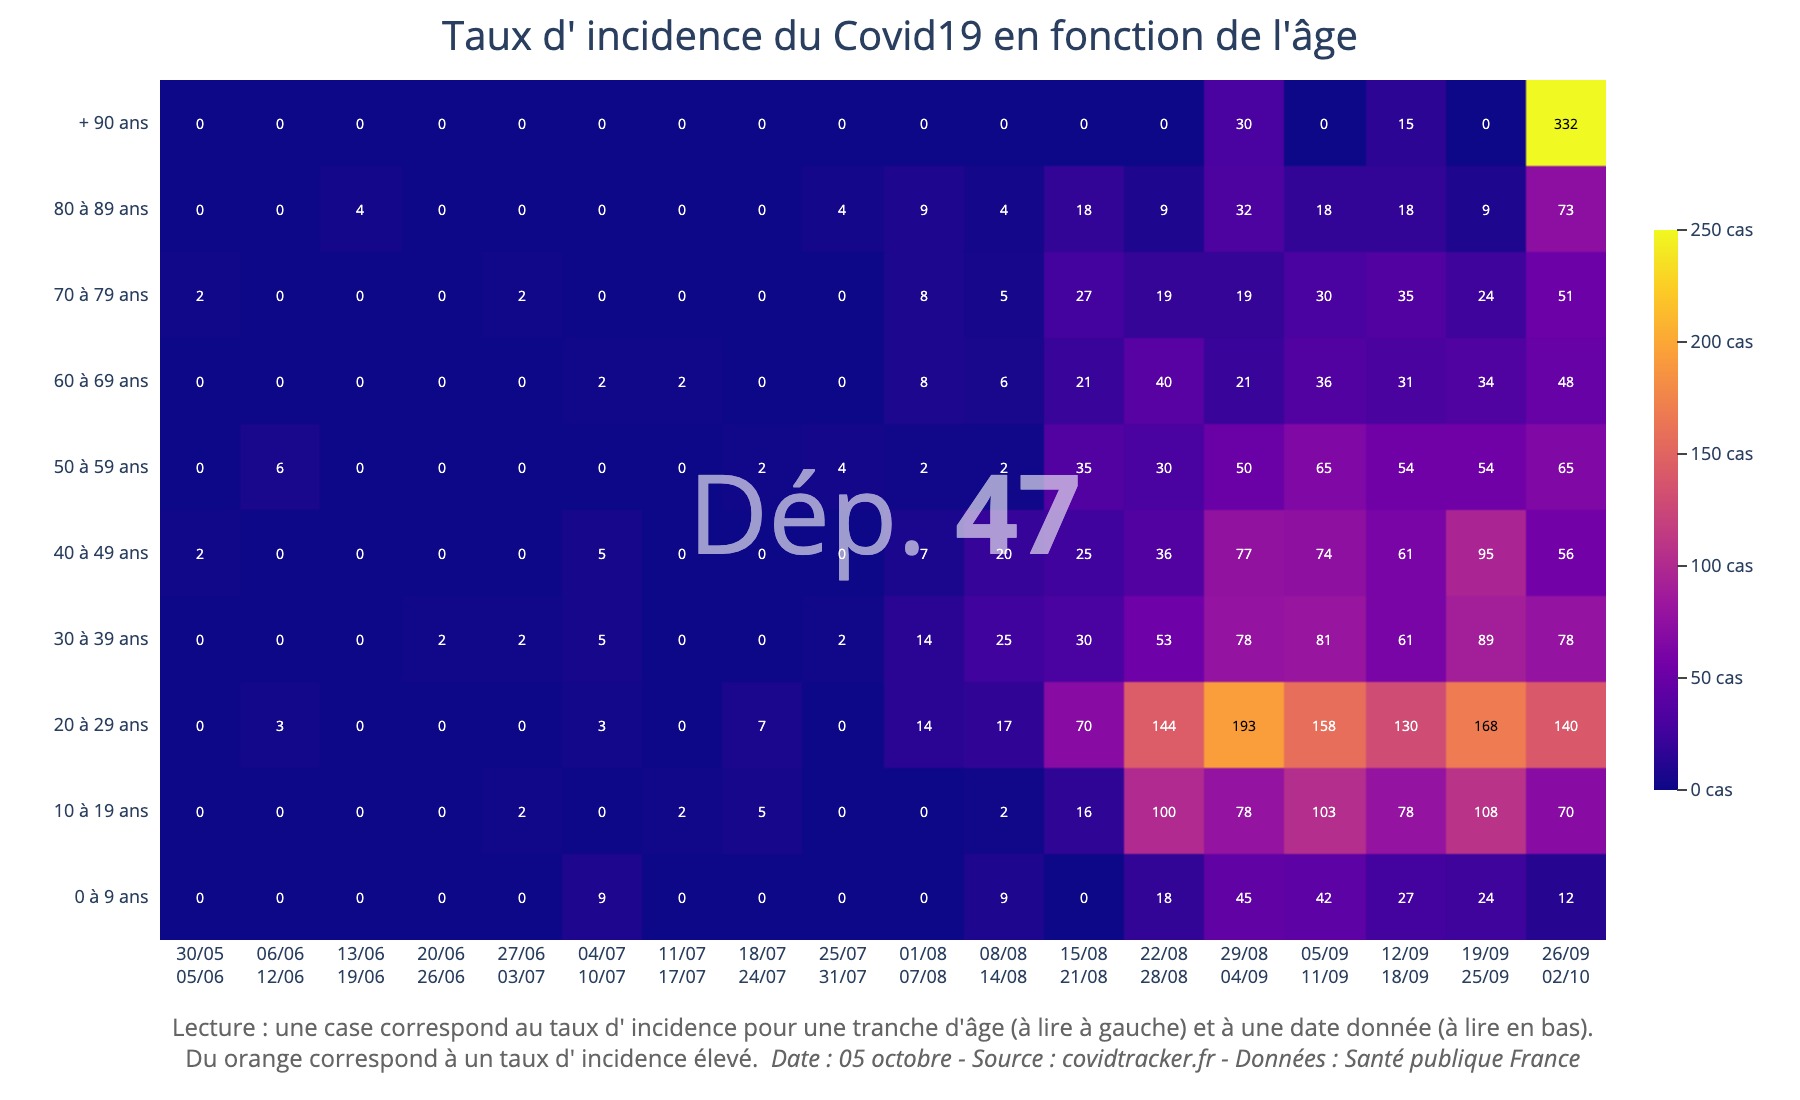 Taux d' incidence du Covid19 en fonction de l'âge
+ 90 ans 0 0 0 0 0 0 0 0 0 0 0 0 0 30 0 15 0 332
80 à 89 ans 0 0 4 0 0 0 0 0 4 9 4 18 9 32 18 18 9 73
70 à 79 ans 2 0 0 0 2 0 0 0 0 8 5 27 19 19 30 35 24 51
60 à 69 ans 0 0 0 0 0 2 2 0 0 8 6 21 40 21 36 31 34 48
50 à 59 ans 0 6 0 0 0 0 0 2 4 2 2 35 30 50 65 54 54 65
Dép. 47
40 à 49 ans 2 0 0 0 0 5 0 0 0 7 20 25 36 77 74 61 95 56
30 à 39 ans 0 0 0 2 2 5 0 0 2 14 25 30 53 78 81 61 89 78
20 à 29 ans 0 3 0 0 0 3 0 7 0 14 17 70 144 193 158 130 168 140
10 à 19 ans 0 0 0 0 2 0 2 5 0 0 2 16 100 78 103 78 108 70
0 à 9 ans 0 0 0 0 0 9 0 0 0 0 9 0 18 45 42 27 24 12
30/05 06/06 13/06 20/06 27/06 04/07 11/07 18/07 25/07 01/08 08/08 15/08 22/08 29/08 05/09 12/09 19/09 26/09
05/06 12/06 19/06 26/06 03/07 10/07 17/07 24/07 31/07 07/08 14/08 21/08 28/08 04/09 11/09 18/09 25/09 02/10
250 cas
200 cas
150 cas
100 cas
50 cas
0 cas
Lecture : une case correspond au taux d' incidence pour une tranche d'âge (à lire à gauche) et à une date donnée (à lire en bas).
Du orange correspond à un taux d' incidence élevé. Date : 05 octobre - Source : covidtracker.fr - Données : Santé publique France